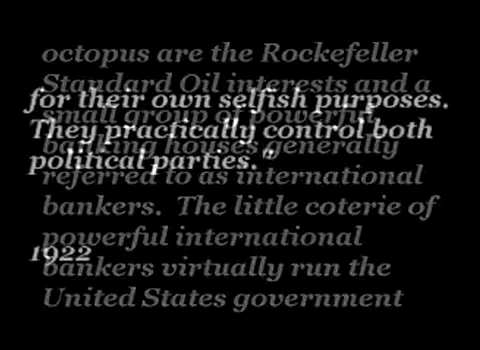 octopus are the Rockefeller
Standard Oil interests and a
small group of powerful
banking houses generally
referred to as international
bankers. The little coterie of
powerful international
bankers virtually run the
United States government
for their own selfish purposes.
They practically control both
political parties."
1922